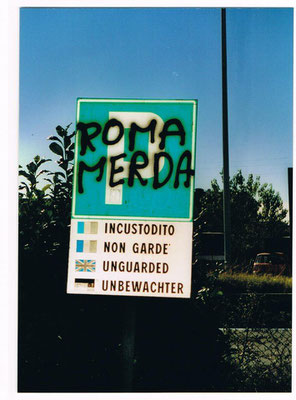 P
ROMA
MERDA
INCUSTODITO
NON GARDE'
UNGUARDED
UNBEWACHTER